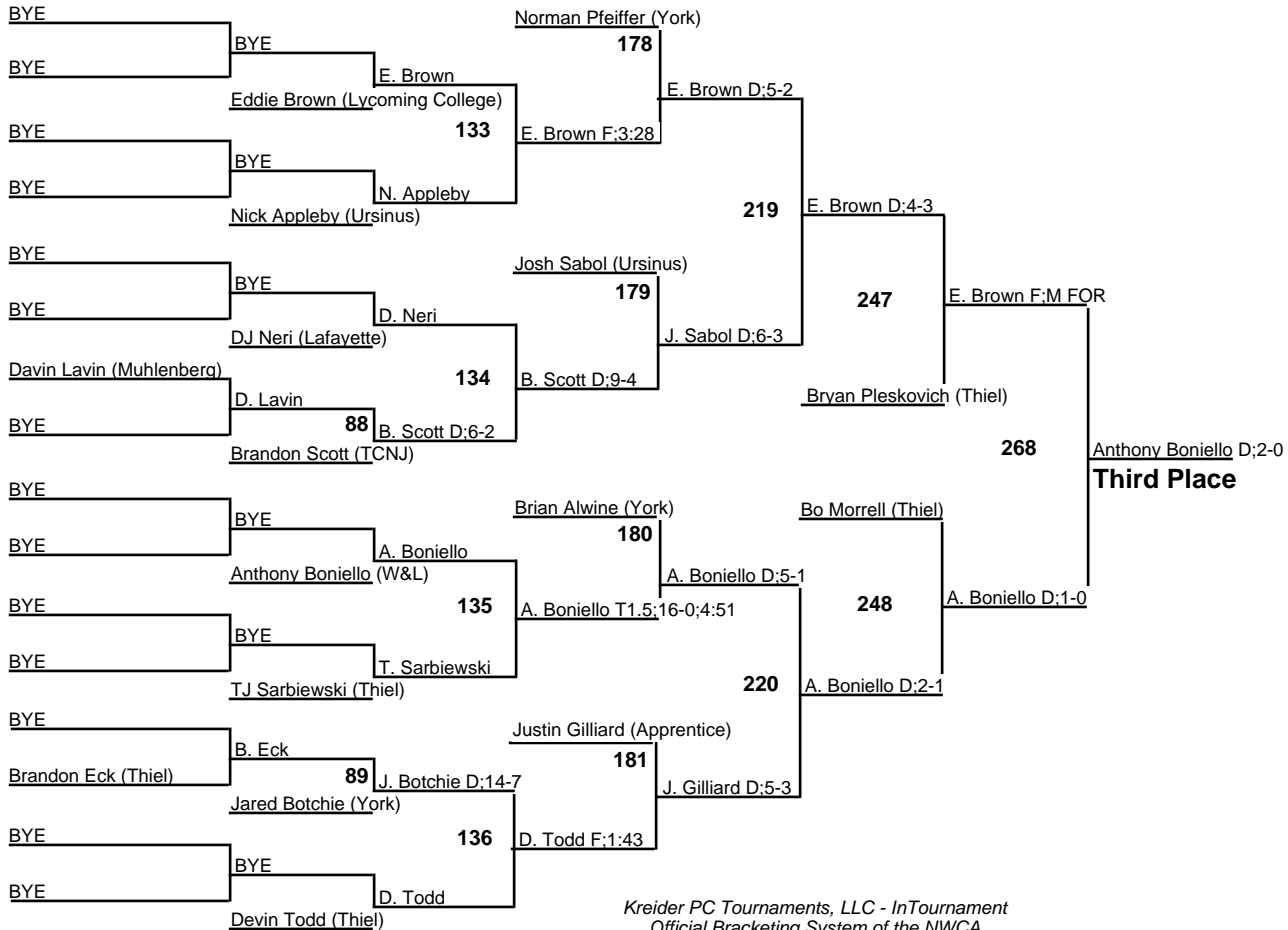 BYE
Norman Pfeiffer (York)
BYE
178
BYE
E. Brown
E. Brown D;5-2
Eddie Brown (Lycoming College)
133
E. Brown F;3:28
BYE
BYE
BYE
N. Appleby
E. Brown D;4-3
219
Nick Appleby (Ursinus)
BYE
Josh Sabol (Ursinus)
BYE
179
247
E. Brown F;M FOR
BYE
D. Neri
DJ Neri (Lafayette)
J. Sabol D;6-3
Davin Lavin (Muhlenberg)
134
B. Scott D;9-4
D. Lavin
Bryan Pleskovich (Thiel)
88
BYE
B. Scott D;6-2
268
Anthony Boniello D;2-0
Brandon Scott (TCNJ)
Third Place
BYE
Brian Alwine (York)
Bo Morrell (Thiel)
BYE
180
BYE
A. Boniello
Anthony Boniello (W&L)
A. Boniello D;5-1
135
A. Boniello T1.5;16-0;4:51
248
A. Boniello D;1-0
BYE
BYE
BYE
T. Sarbiewski
220
A. Boniello D;2-1
TJ Sarbiewski (Thiel)
BYE
Justin Gilliard (Apprentice)
B. Eck
181
Brandon Eck (Thiel)
89
J. Botchie D;14-7
J. Gilliard D;5-3
Jared Botchie (York)
BYE
136
D. Todd F;1:43
BYE
BYE
D. Todd
Devin Todd (Thiel)
Kreider PC Tournaments, LLC - InTournament
Official Bracketing System of the NWCA